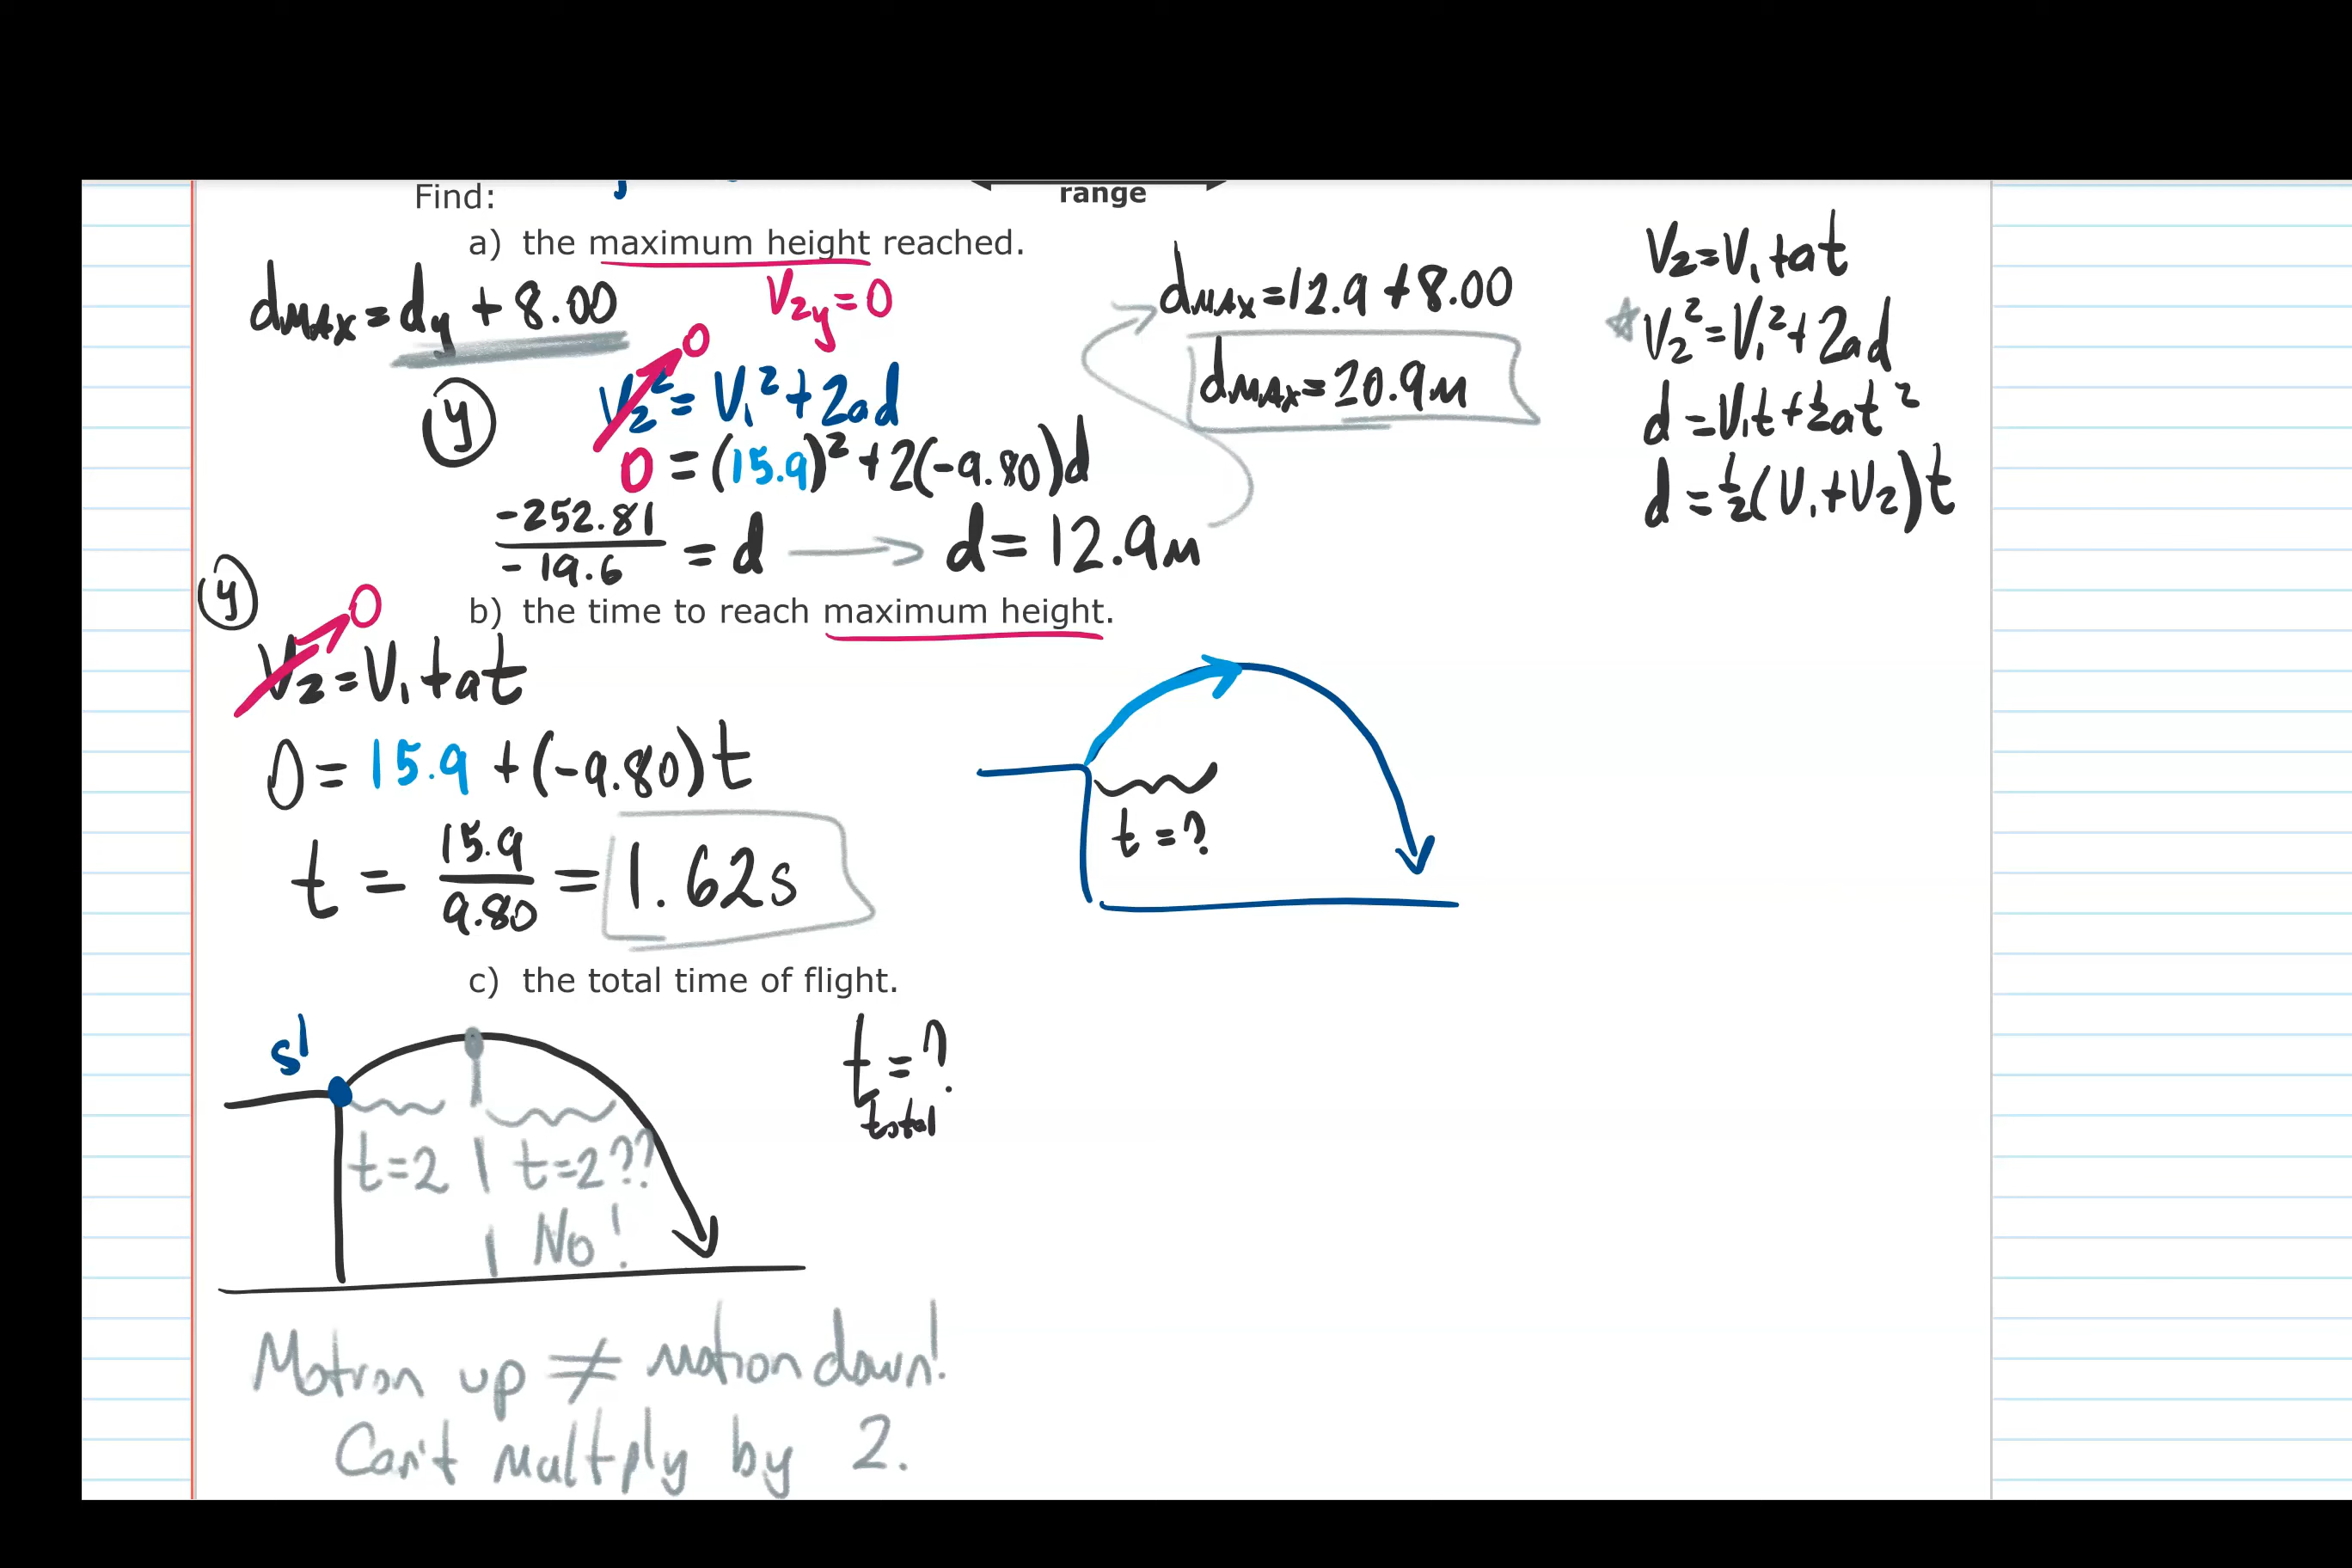 Find:
range
a) the maximum height reached.
dMAX = dy + 8.00
V2y = 0
0
y
V2² = V1² + 2ad
0 = (15.9)² + 2(-9.80)d
-252.81
-19.6
= d → d = 12.9m
dMAX = 12.9 + 8.00
dMAX = 20.9m
V2 = V1 + at
V2² = V1² + 2ad
d = V1t + ½at²
d = ½(V1 + V2)t
b) the time to reach maximum height.
y
0
V2 = V1 + at
0 = 15.9 + (-9.80)t
t = 15.9/9.80 = 1.62s
t = ?
c) the total time of flight.
t total = ?
t=2 | t=2??
| No!
Motion up ≠ motion down!
Can't multply by 2.